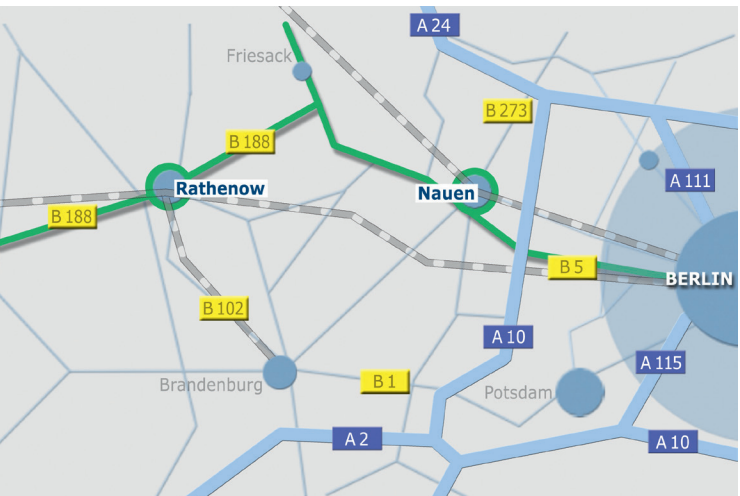 A 24
Friesack
B 273
B 188
A 111
Rathenow
Nauen
B 188
B 5
BERLIN
B 102
A 10
A 115
Brandenburg
B 1
Potsdam
A 2
A 10